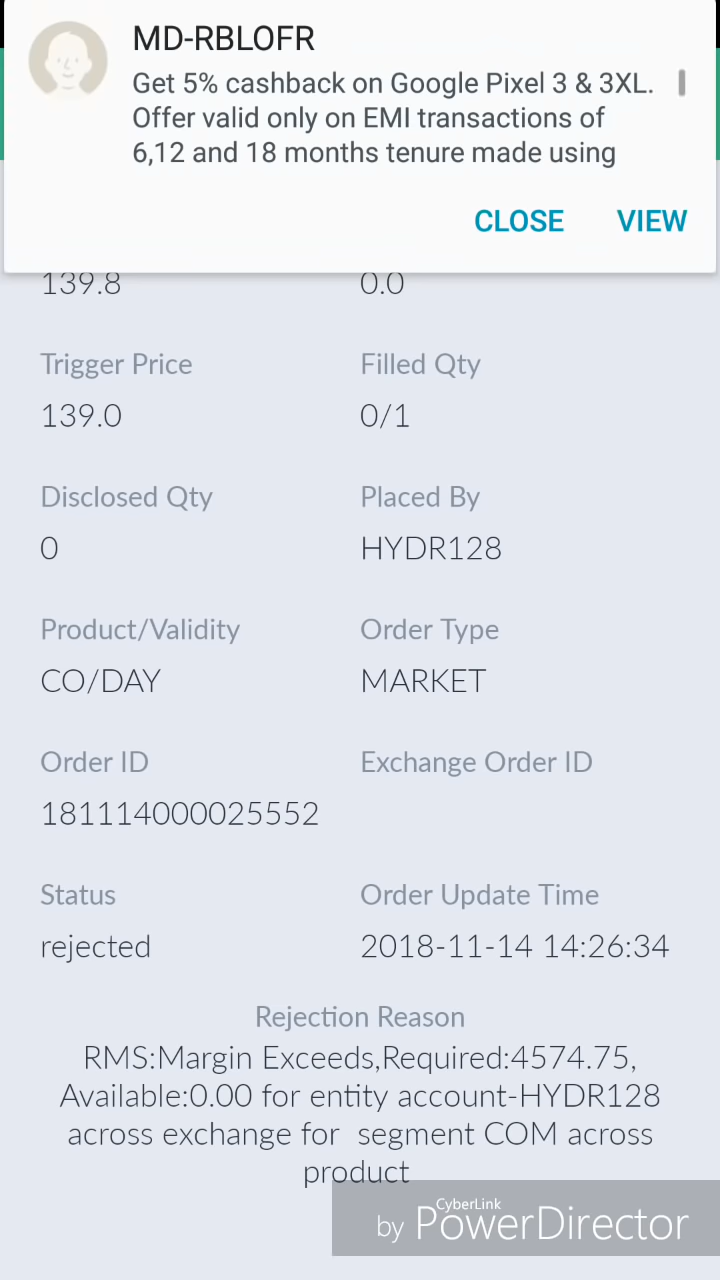 MD-RBLOFR
Get 5% cashback on Google Pixel 3 & 3XL.
Offer valid only on EMI transactions of
6,12 and 18 months tenure made using
CLOSE VIEW
139.8 0.0
Trigger Price Filled Qty
139.0 0/1
Disclosed Qty Placed By
0 HYDR128
Product/Validity Order Type
CO/DAY MARKET
Order ID Exchange Order ID
181114000025552
Status Order Update Time
rejected 2018-11-14 14:26:34
Rejection Reason
RMS:Margin Exceeds,Required:4574.75,
Available:0.00 for entity account-HYDR128
across exchange for  segment COM across
product
CyberLink
by PowerDirector